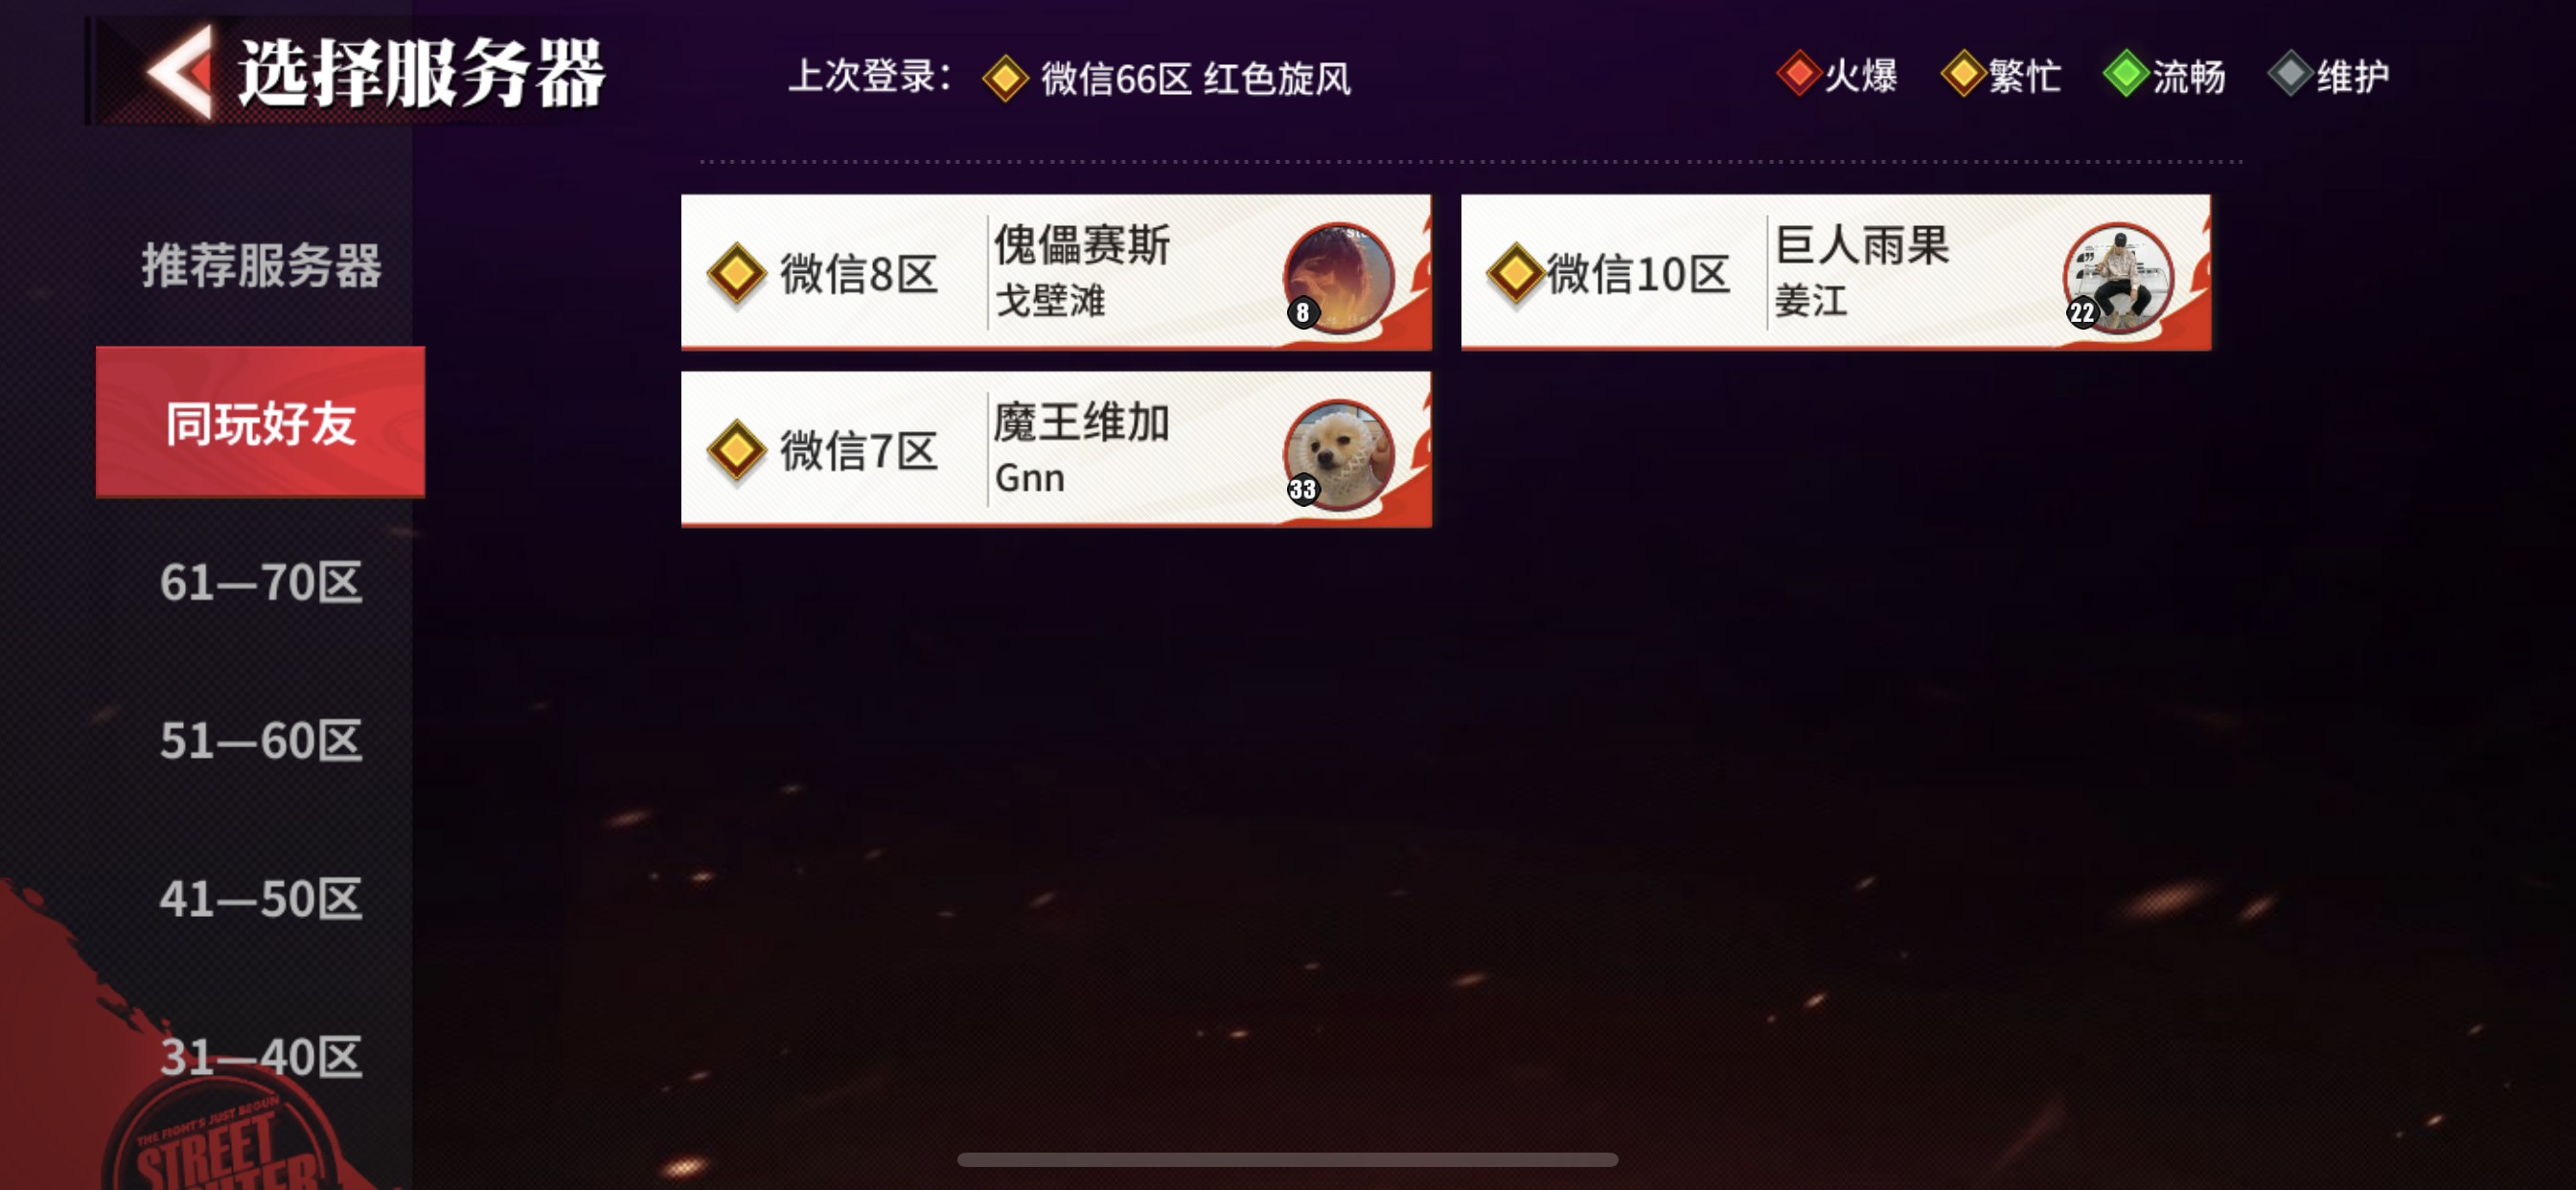 选择服务器
上次登录： 微信66区 红色旋风
火爆 繁忙 流畅 维护
推荐服务器
同玩好友
61—70区
51—60区
41—50区
31—40区
微信8区
傀儡赛斯
戈壁滩
8
微信10区
巨人雨果
姜江
22
微信7区
魔王维加
Gnn
33
THE FIGHT'S JUST BEGUN
STREET